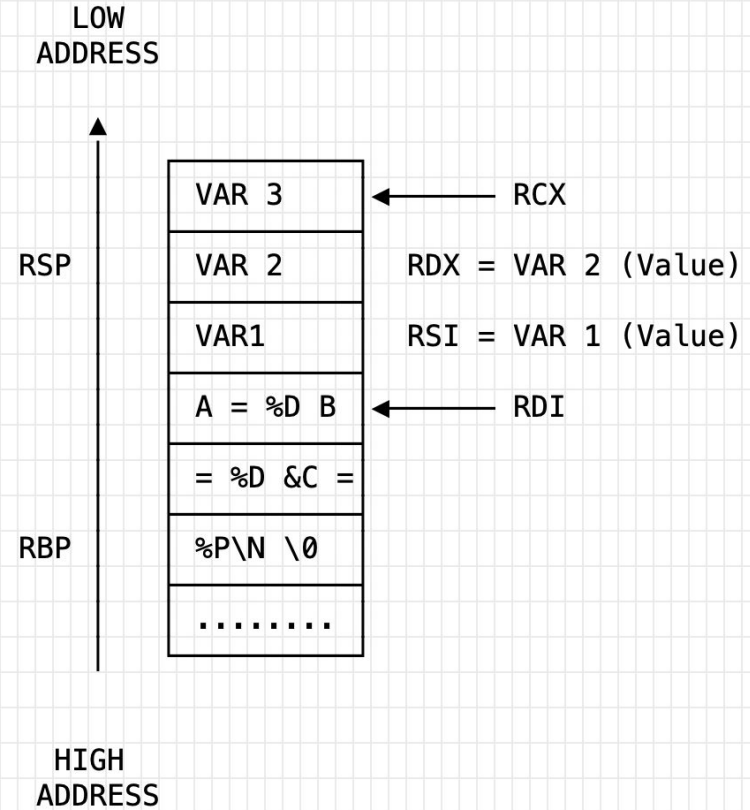 LOW
ADDRESS
VAR 3
RCX
RSP
VAR 2
RDX = VAR 2 (Value)
VAR1
RSI = VAR 1 (Value)
A = %D B
RDI
= %D &C =
RBP
%P\N \0
........
HIGH
ADDRESS